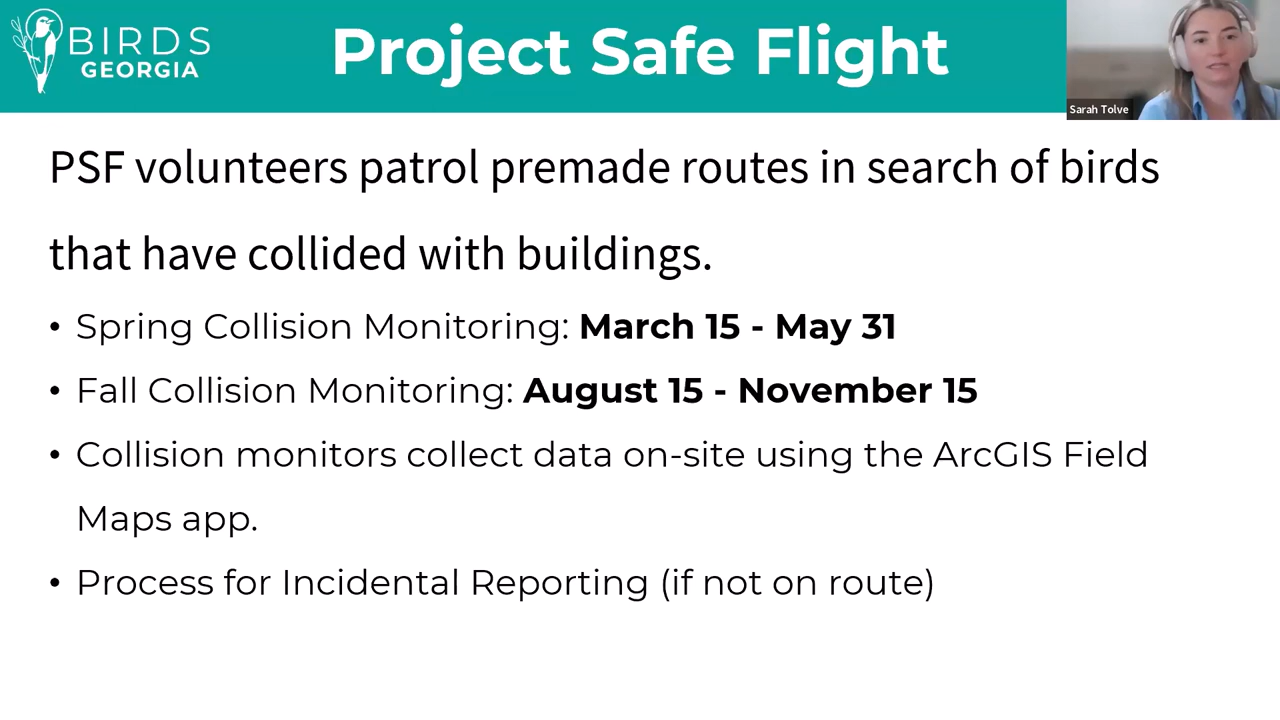 BIRDS
GEORGIA
Project Safe Flight
Sarah Tolve
PSF volunteers patrol premade routes in search of birds
that have collided with buildings.
• Spring Collision Monitoring: March 15 - May 31
• Fall Collision Monitoring: August 15 - November 15
• Collision monitors collect data on-site using the ArcGIS Field
Maps app.
• Process for Incidental Reporting (if not on route)